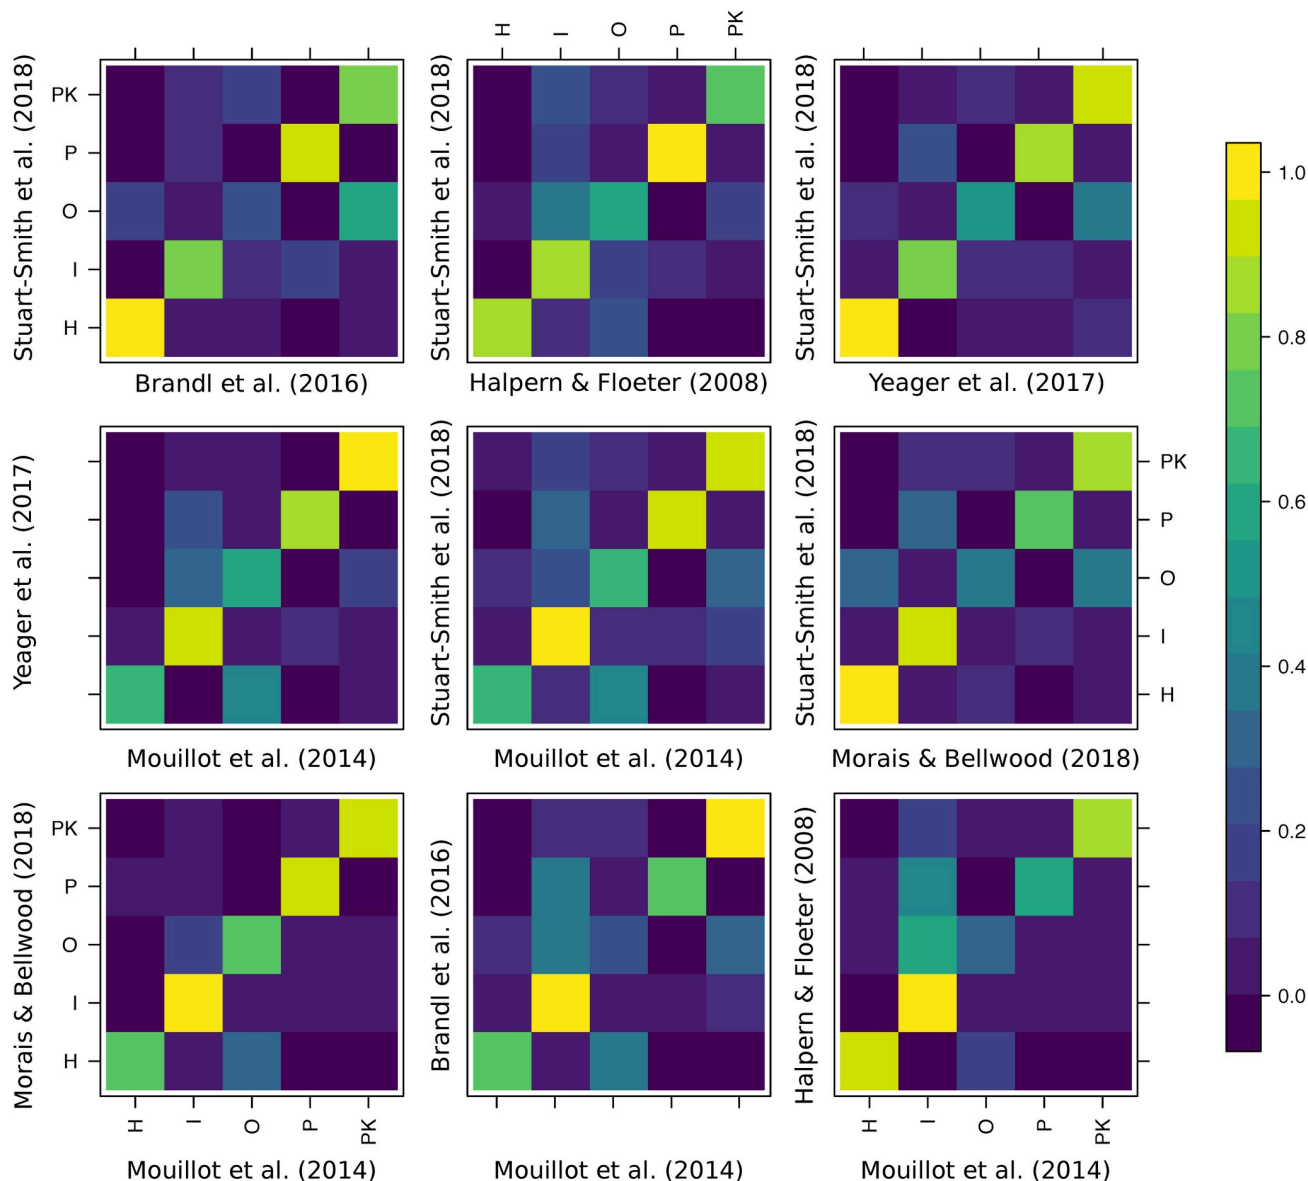 H I O P PK
Stuart-Smith et al. (2018)
PK
P
O
I
H
Brandl et al. (2016)
Stuart-Smith et al. (2018)
Halpern & Floeter (2008)
Stuart-Smith et al. (2018)
Yeager et al. (2017)
1.0
0.8
0.6
0.4
0.2
0.0
Yeager et al. (2017)
Mouillot et al. (2014)
Stuart-Smith et al. (2018)
Mouillot et al. (2014)
Stuart-Smith et al. (2018)
PK
P
O
I
H
Morais & Bellwood (2018)
Morais & Bellwood (2018)
PK
P
O
I
H
H I O P PK
Mouillot et al. (2014)
Brandl et al. (2016)
Mouillot et al. (2014)
Halpern & Floeter (2008)
H I O P PK
Mouillot et al. (2014)